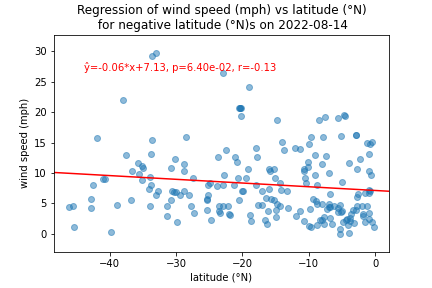 Regression of wind speed (mph) vs latitude (°N)
for negative latitude (°N)s on 2022-08-14
ŷ=-0.06*x+7.13, p=6.40e-02, r=-0.13
wind speed (mph)
30
25
20
15
10
5
0
−40 −30 −20 −10 0
latitude (°N)